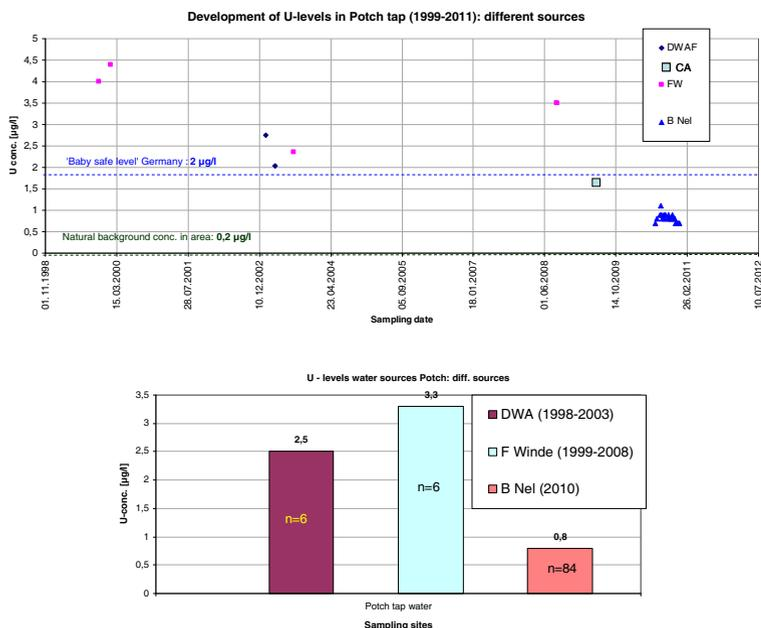 Development of U-levels in Potch tap (1999-2011): different sources
U conc. [µg/l]
5
4,5
4
3,5
3
2,5
2
1,5
1
0,5
0
DWAF
CA
FW
B Nel
'Baby safe level' Germany : 2 µg/l
Natural background conc. in area: 0,2 µg/l
01.11.1998
15.03.2000
28.07.2001
10.12.2002
23.04.2004
05.09.2005
18.01.2007
01.06.2008
14.10.2009
26.02.2011
10.07.2012
Sampling date
U - levels water sources Potch: diff. sources
U-conc. [µg/l]
3,5
3
2,5
2
1,5
1
0,5
0
2,5
3,3
0,8
n=6
n=6
n=84
DWA (1998-2003)
F Winde (1999-2008)
B Nel (2010)
Potch tap water
Sampling sites